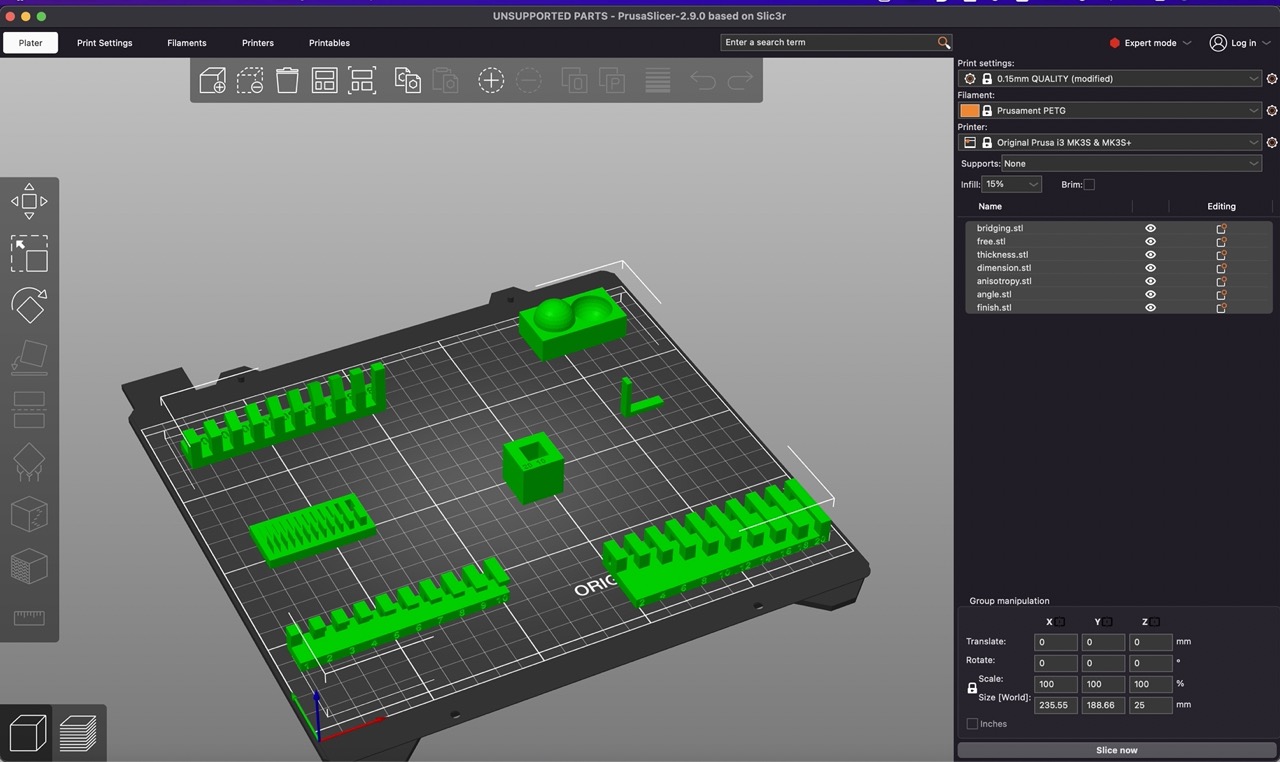 UNSUPPORTED PARTS - PrusaSlicer-2.9.0 based on Slic3r
Plater Print Settings Filaments Printers Printables Enter a search term Expert mode Log in
Print settings:
0.15mm QUALITY (modified)
Filament:
Prusament PETG
Printer:
Original Prusa i3 MK3S & MK3S+
Supports: None
Infill: 15% Brim:
Name Editing
bridging.stl
free.stl
thickness.stl
dimension.stl
anisotropy.stl
angle.stl
finish.stl
ORIG
Group manipulation
X Y Z
Translate: 0 0 0 mm
Rotate: 0 0 0 °
Scale: 100 100 100 %
Size [World]: 235.55 188.66 25 mm
Inches
Slice now